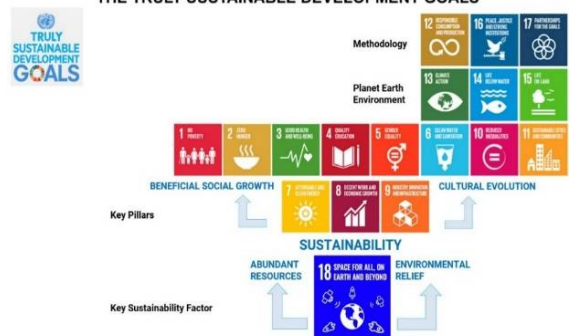 THE TRULY SUSTAINABLE DEVELOPMENT GOALS
TRULY
SUSTAINABLE
DEVELOPMENT
GOALS
Methodology
12 RESPONSIBLE
CONSUMPTION
AND PRODUCTION
16 PEACE, JUSTICE
AND STRONG
INSTITUTIONS
17 PARTNERSHIPS
FOR THE GOALS
Planet Earth
Environment
13 CLIMATE
ACTION
14 LIFE
BELOW WATER
15 LIFE
ON LAND
1 NO
POVERTY
2 ZERO
HUNGER
3 GOOD HEALTH
AND WELL-BEING
4 QUALITY
EDUCATION
5 GENDER
EQUALITY
6 CLEAN WATER
AND SANITATION
10 REDUCED
INEQUALITIES
11 SUSTAINABLE CITIES
AND COMMUNITIES
BENEFICIAL SOCIAL GROWTH
CULTURAL EVOLUTION
Key Pillars
7 AFFORDABLE AND
CLEAN ENERGY
8 DECENT WORK AND
ECONOMIC GROWTH
9 INDUSTRY, INNOVATION
AND INFRASTRUCTURE
SUSTAINABILITY
ABUNDANT
RESOURCES
18 SPACE FOR ALL, ON
EARTH AND BEYOND
ENVIRONMENTAL
RELIEF
Key Sustainability Factor